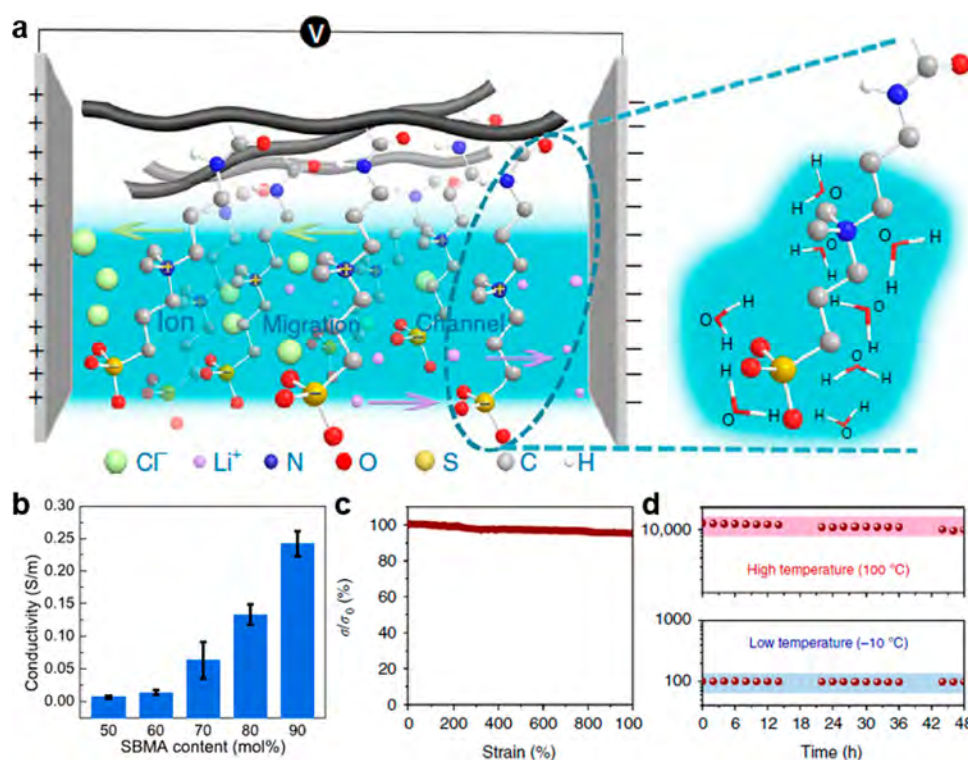 a
V
+ + + + + + + + + + + +
− − − − − − − − − − − −
Ion Migration Channel
H O H
O H
O H
O H
H O
H H
O H
H H
O H
O H
Cl⁻ Li⁺ N O S C H
b
Conductivity (S/m)
0.30
0.25
0.20
0.15
0.10
0.05
0.00
50 60 70 80 90
SBMA content (mol%)
c
σ/σ₀ (%)
100
80
60
40
20
0
0 200 400 600 800 100
Strain (%)
d
10,000
High temperature (100 °C)
1000
Low temperature (–10 °C)
100
0 6 12 18 24 30 36 42 48
Time (h)